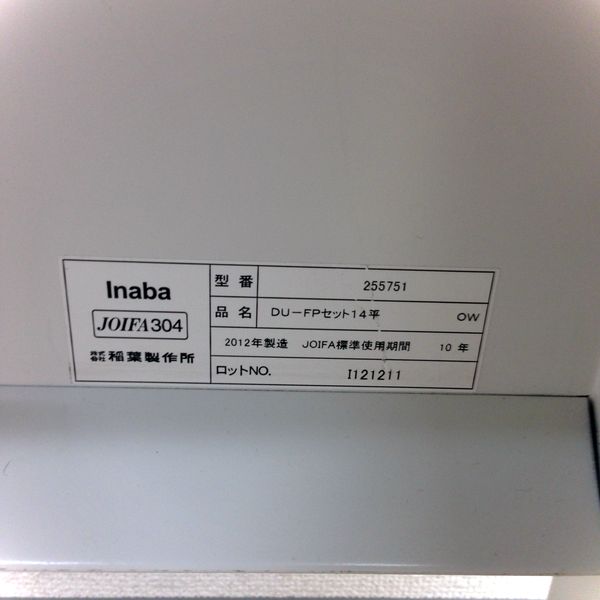 Inaba
JOIFA304
株式会社 稲葉製作所
型番 255751
品名 DU－FPセット14平 OW
2012年製造 JOIFA標準使用期間 10年
ロットNO. I121211